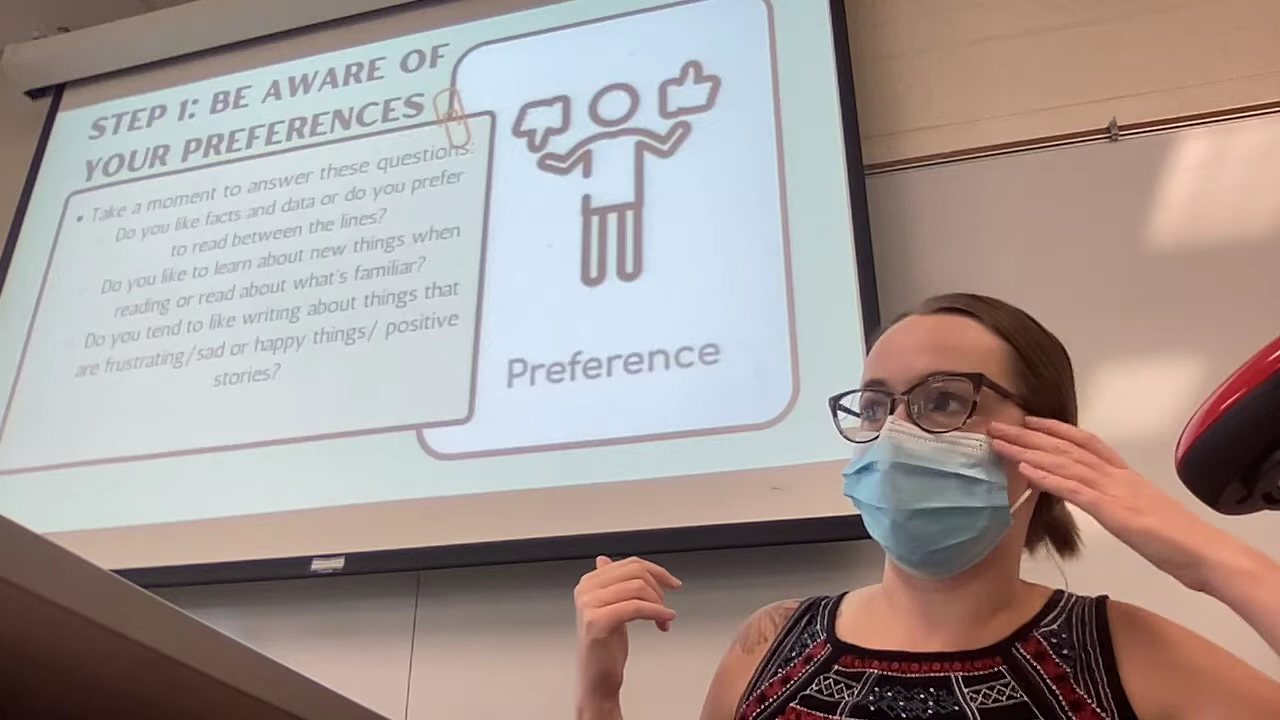 STEP 1: BE AWARE OF
YOUR PREFERENCES
• Take a moment to answer these questions:
Do you like facts and data or do you prefer
to read between the lines?
Do you like to learn about new things when
reading or read about what's familiar?
Do you tend to like writing about things that
are frustrating/sad or happy things/ positive
stories?
Preference